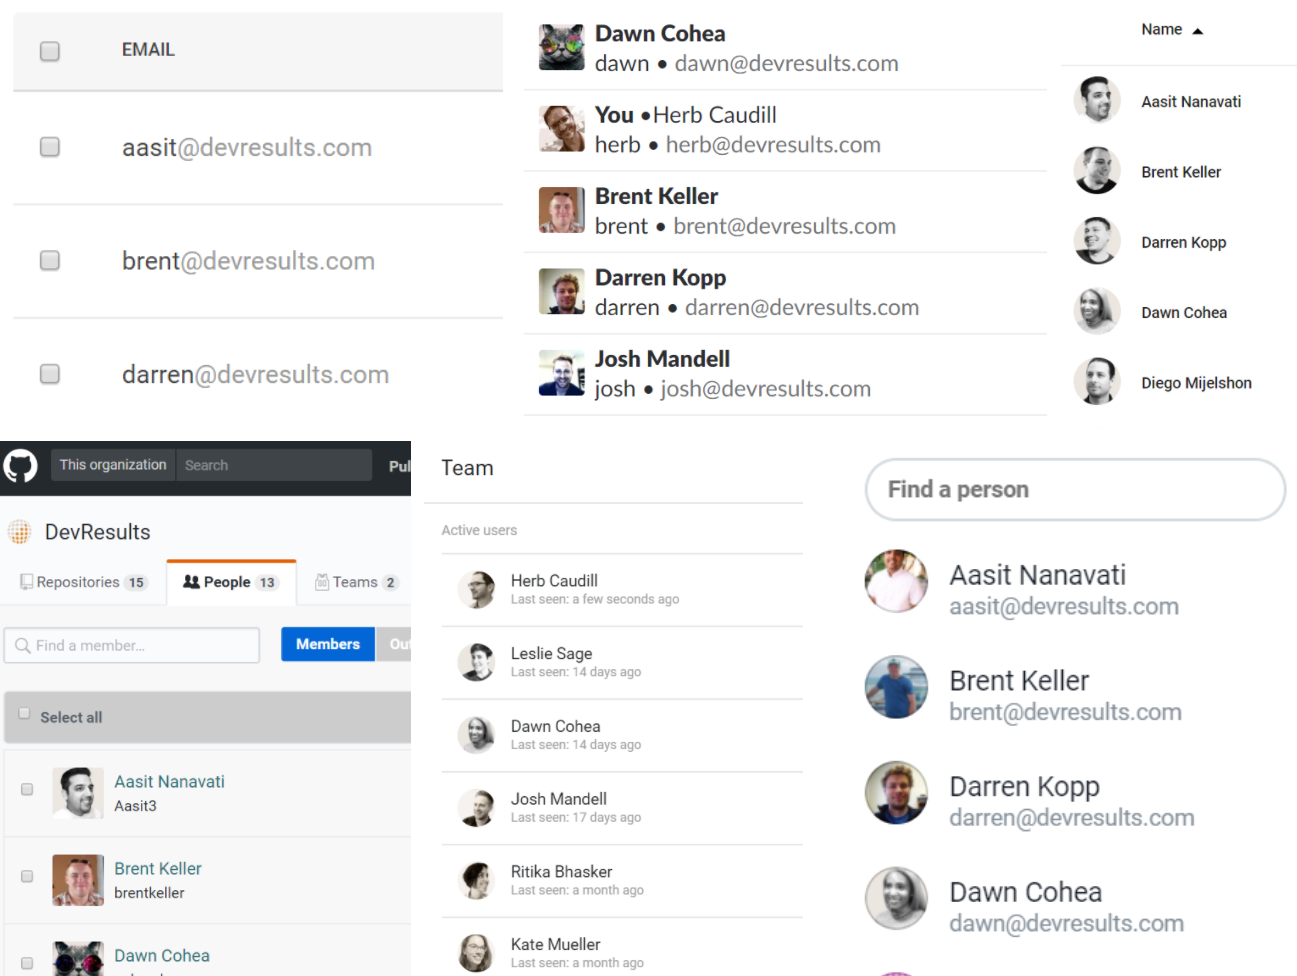 EMAIL
aasit@devresults.com
brent@devresults.com
darren@devresults.com
Dawn Cohea
dawn • dawn@devresults.com
You •Herb Caudill
herb • herb@devresults.com
Brent Keller
brent • brent@devresults.com
Darren Kopp
darren • darren@devresults.com
Josh Mandell
josh • josh@devresults.com
Name ▲
Aasit Nanavati
Brent Keller
Darren Kopp
Dawn Cohea
Diego Mijelshon
This organization Search Pul
DevResults
Repositories 15 People 13 Teams 2
Find a member... Members Out
Select all
Aasit Nanavati
Aasit3
Brent Keller
brentkeller
Dawn Cohea
Team
Active users
Herb Caudill
Last seen: a few seconds ago
Leslie Sage
Last seen: 14 days ago
Dawn Cohea
Last seen: 14 days ago
Josh Mandell
Last seen: 17 days ago
Ritika Bhasker
Last seen: a month ago
Kate Mueller
Last seen: a month ago
Find a person
Aasit Nanavati
aasit@devresults.com
Brent Keller
brent@devresults.com
Darren Kopp
darren@devresults.com
Dawn Cohea
dawn@devresults.com